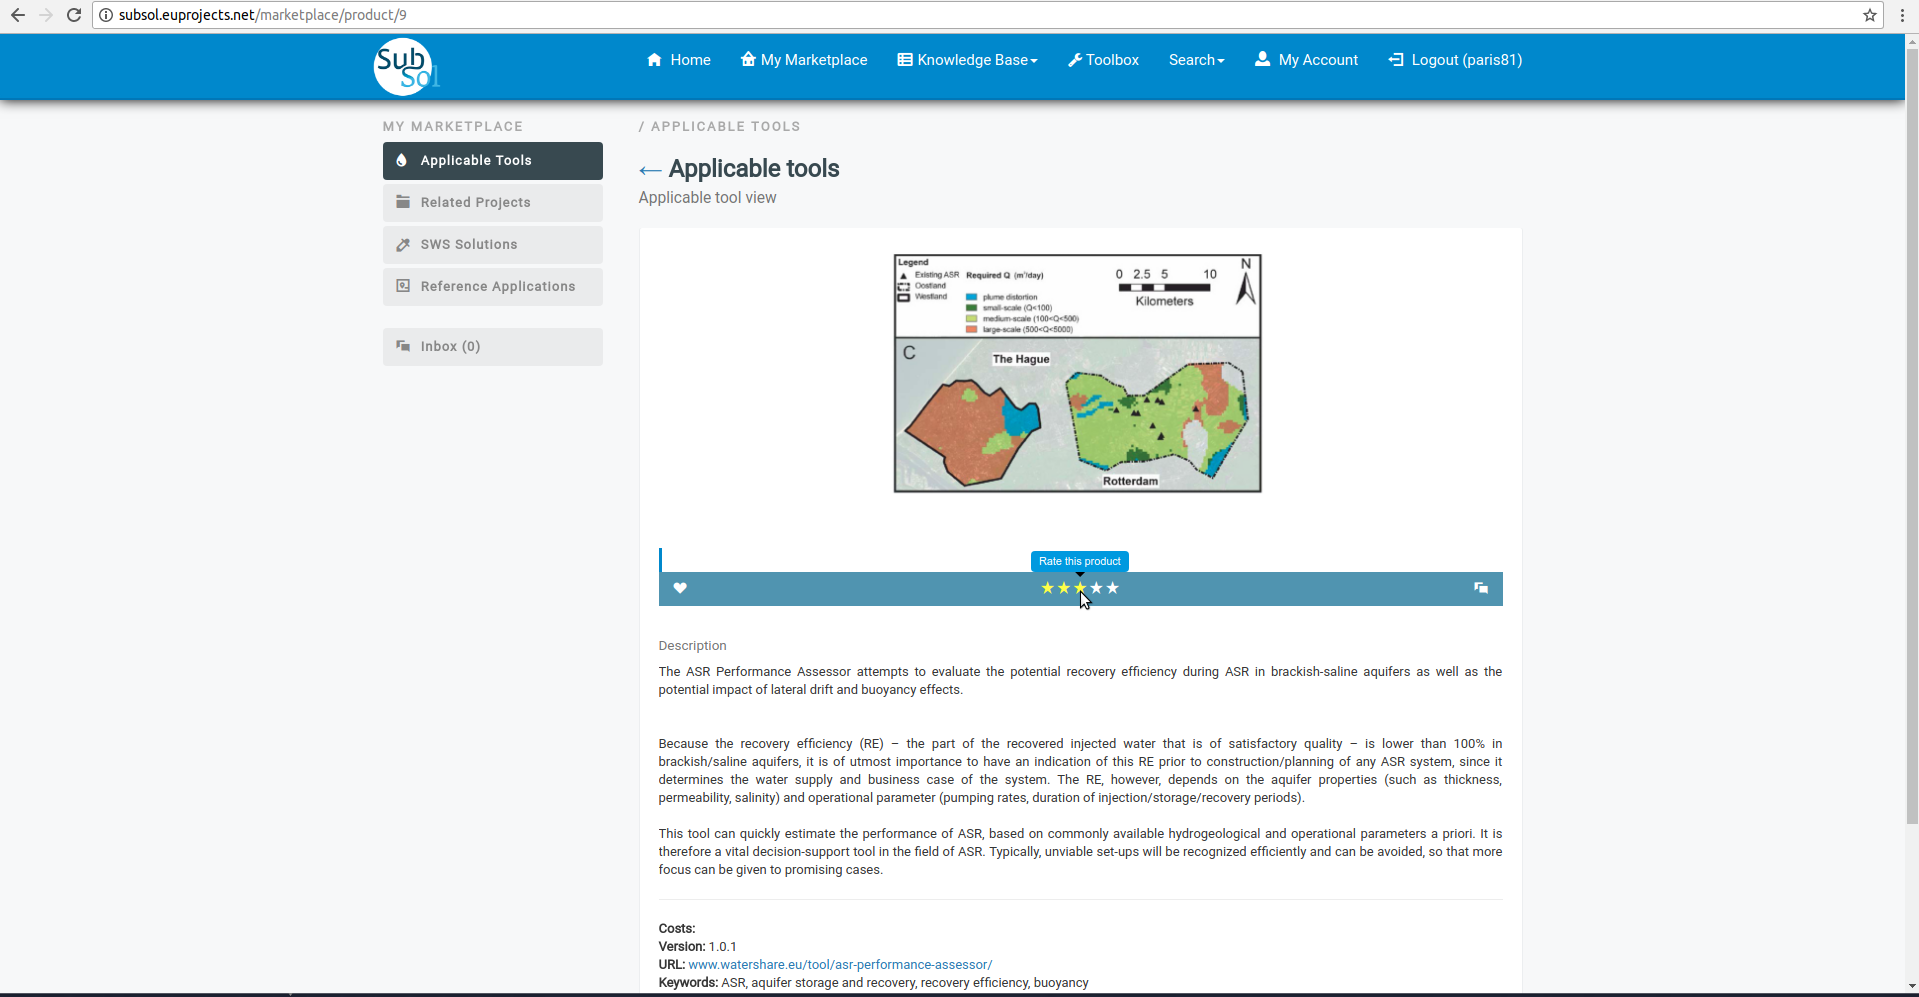 subsol.euprojects.net/marketplace/product/9
Sub
Sol
Home
My Marketplace
Knowledge Base
Toolbox
Search
My Account
Logout (paris81)
MY MARKETPLACE
Applicable Tools
Related Projects
SWS Solutions
Reference Applications
Inbox (0)
/ APPLICABLE TOOLS
← Applicable tools
Applicable tool view
Legend
Existing ASR
Oostland
Westland
Required Q (m³/day)
plume distortion
small-scale (Q<100)
medium-scale (100<Q<500)
large-scale (500<Q<5000)
0 2.5 5 10
Kilometers
N
C
The Hague
Rotterdam
Rate this product
Description
The ASR Performance Assessor attempts to evaluate the potential recovery efficiency during ASR in brackish-saline aquifers as well as the
potential impact of lateral drift and buoyancy effects.
Because the recovery efficiency (RE) – the part of the recovered injected water that is of satisfactory quality – is lower than 100% in
brackish/saline aquifers, it is of utmost importance to have an indication of this RE prior to construction/planning of any ASR system, since it
determines the water supply and business case of the system. The RE, however, depends on the aquifer properties (such as thickness,
permeability, salinity) and operational parameter (pumping rates, duration of injection/storage/recovery periods).
This tool can quickly estimate the performance of ASR, based on commonly available hydrogeological and operational parameters a priori. It is
therefore a vital decision-support tool in the field of ASR. Typically, unviable set-ups will be recognized efficiently and can be avoided, so that more
focus can be given to promising cases.
Costs:
Version: 1.0.1
URL: www.watershare.eu/tool/asr-performance-assessor/
Keywords: ASR, aquifer storage and recovery, recovery efficiency, buoyancy